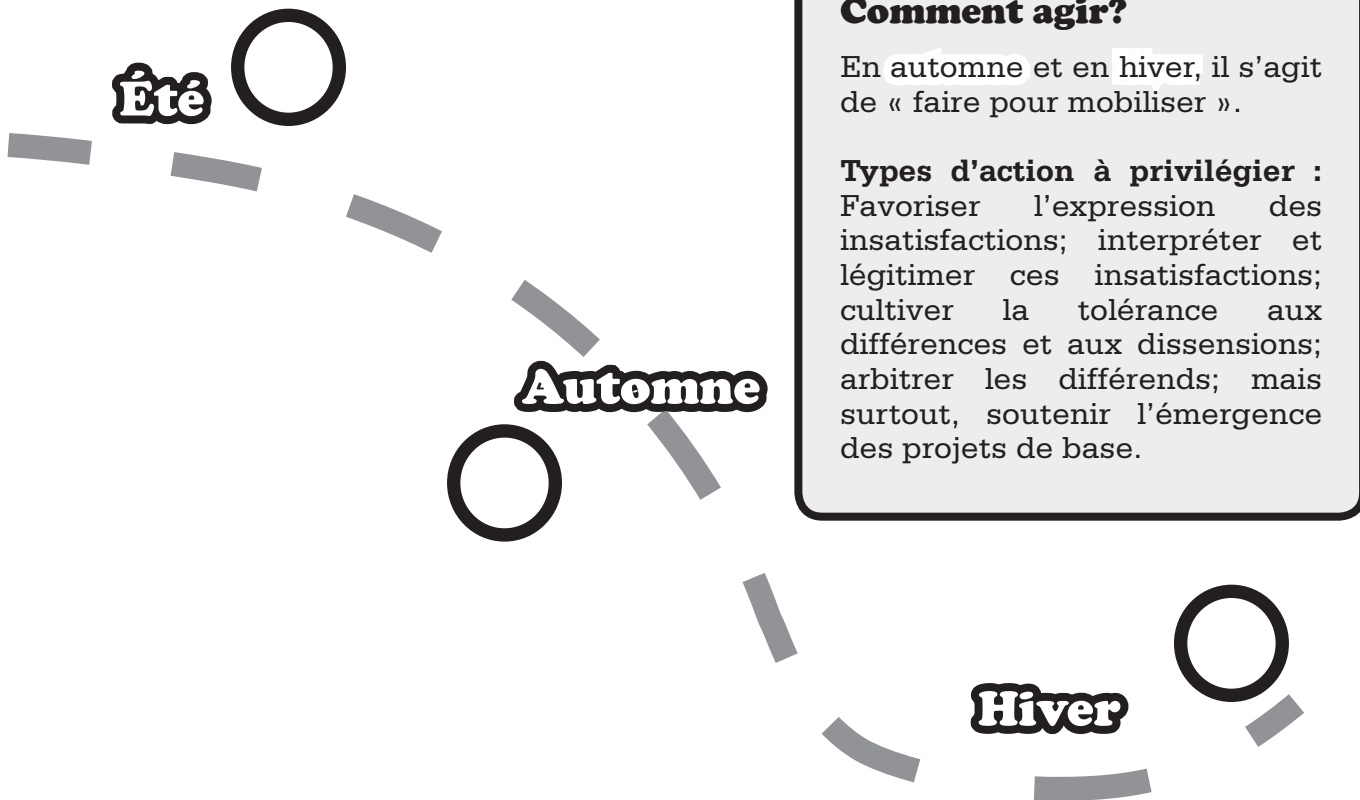 Comment agir?
En automne et en hiver, il s’agit
de « faire pour mobiliser ».
Types d’action à privilégier :
Favoriser l’expression des
insatisfactions; interpréter et
légitimer ces insatisfactions;
cultiver la tolérance aux
différences et aux dissensions;
arbitrer les différends; mais
surtout, soutenir l’émergence
des projets de base.
Été
Automne
Hiver